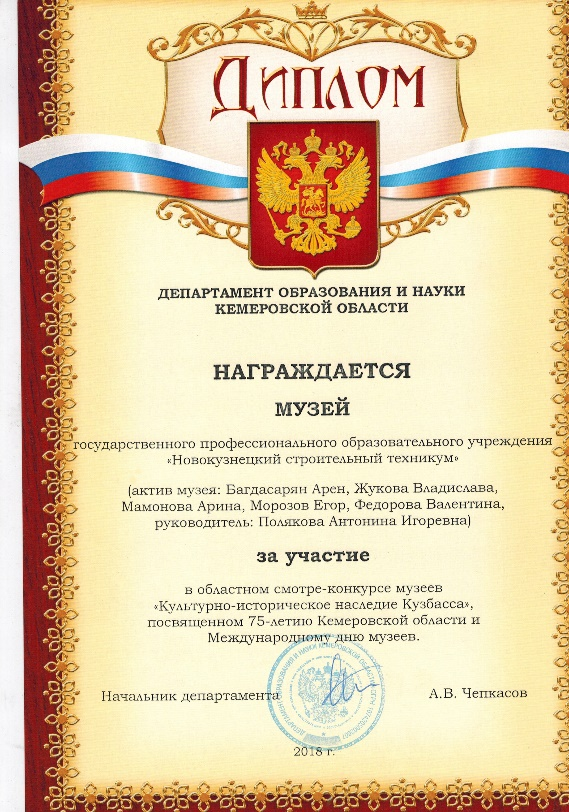 ДИПЛОМ
ДЕПАРТАМЕНТ ОБРАЗОВАНИЯ И НАУКИ
КЕМЕРОВСКОЙ ОБЛАСТИ
НАГРАЖДАЕТСЯ
МУЗЕЙ
государственного профессионального образовательного учреждения
«Новокузнецкий строительный техникум»
(актив музея: Багдасарян Арен, Жукова Владислава,
Мамонова Арина, Морозов Егор, Федорова Валентина,
руководитель: Полякова Антонина Игоревна)
за участие
в областном смотре-конкурсе музеев
«Культурно-историческое наследие Кузбасса»,
посвященном 75-летию Кемеровской области и
Международному дню музеев.
Начальник департамента
А.В. Чепкасов
2018 г.